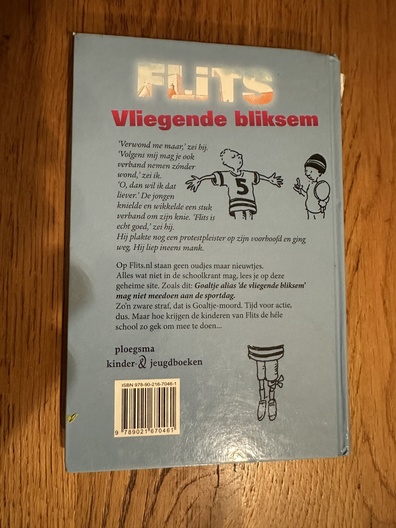 FLiTS
Vliegende bliksem
'Verwond me maar,' zei hij.
'Volgens mij mag je ook
verband nemen zónder
wond,' zei ik.
'O, dan wil ik dat
liever.' De jongen
knielde en wikkelde een stuk
verband om zijn knie. 'Flits is
echt goed,' zei hij.
Hij plakte nog een protestpleister op zijn voorhoofd en ging
weg. Hij liep meens mank.
5
Op Flits.nl staan geen oudjes maar nieuwtjes.
Alles wat niet in de schoolkrant mag, lees je op deze
geheime site. Zoals dit: Goaltje alias 'de vliegende bliksem'
mag niet meedoen aan de sportdag.
Zo'n zware straf, dat is Goaltje-moord. Tijd voor actie,
dus. Maar hoe krijgen de kinderen van Flits de héle
school zo gek om mee te doen...
ploegsma
kinder- & jeugdboeken
ISBN 978-90-216-7046-1
9 789021 670461